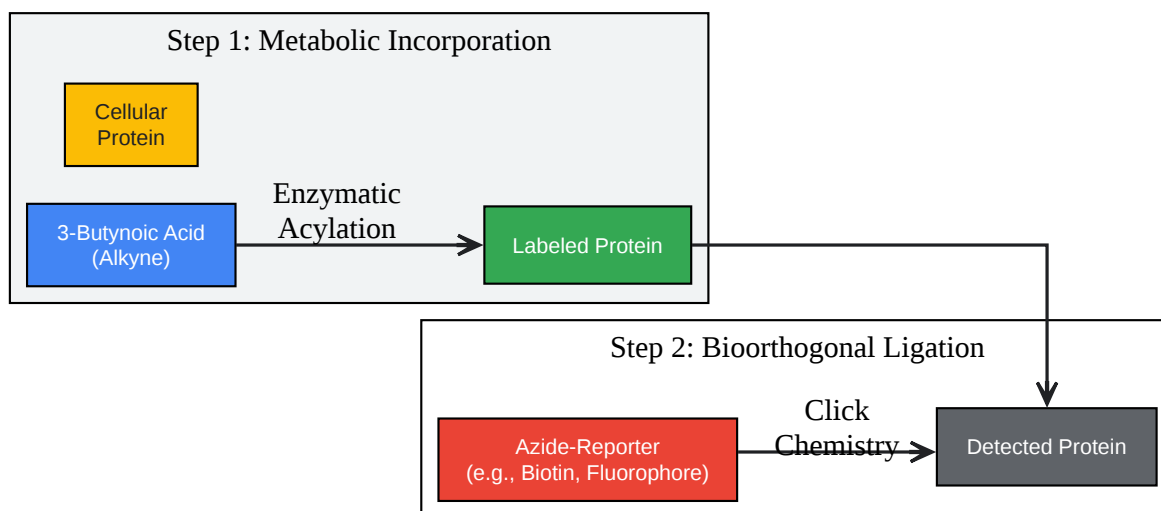 Step 1: Metabolic Incorporation
Cellular
Protein
Enzymatic
Acylation
3-Butynoic Acid
(Alkyne)
Labeled Protein
Step 2: Bioorthogonal Ligation
Click
Chemistry
Azide-Reporter
(e.g., Biotin, Fluorophore)
Detected Protein